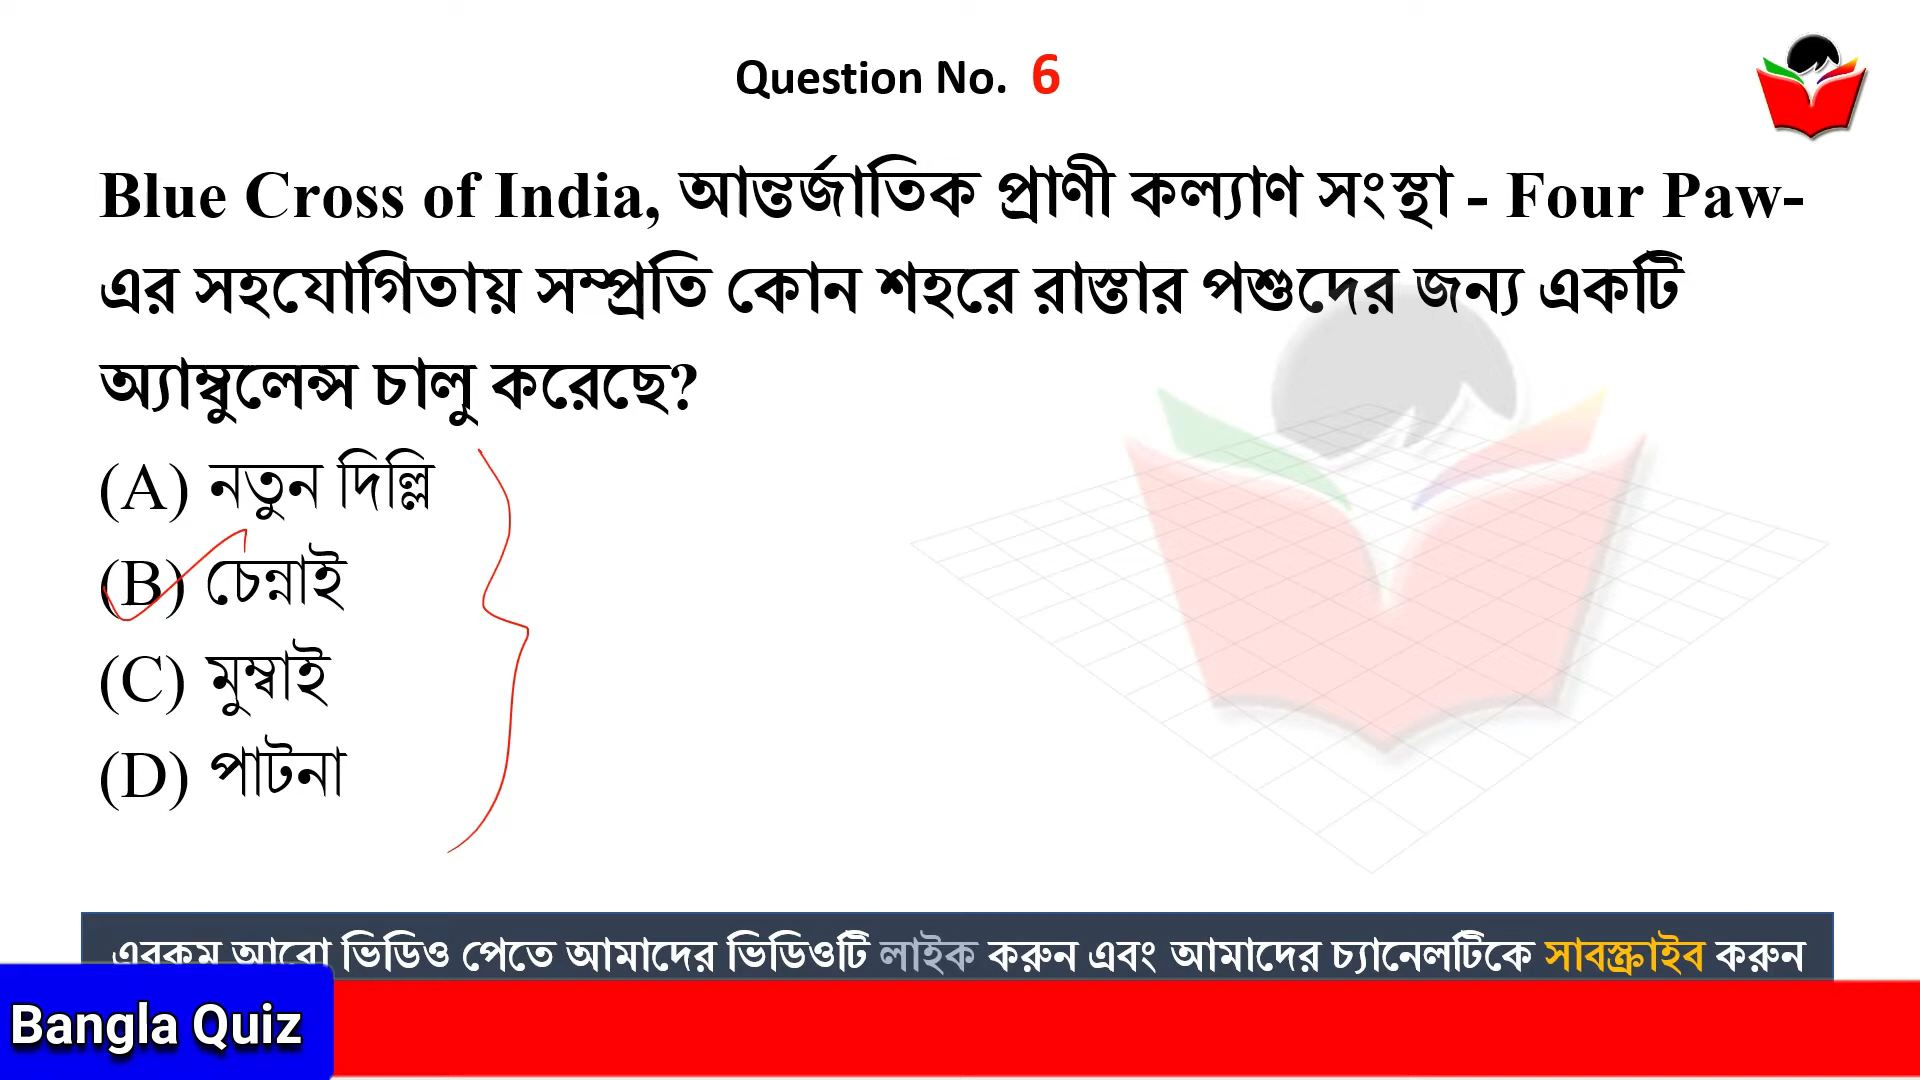 Question No. 6
Blue Cross of India, আন্তর্জাতিক প্রাণী কল্যাণ সংস্থা - Four Paw-
এর সহযোগিতায় সম্প্রতি কোন শহরে রাস্তার পশুদের জন্য একটি
অ্যাম্বুলেন্স চালু করেছে?
(A) নতুন দিল্লি
(B) চেন্নাই
(C) মুম্বাই
(D) পাটনা
এরকম আরো ভিডিও পেতে আমাদের ভিডিওটি লাইক করুন এবং আমাদের চ্যানেলটিকে সাবস্ক্রাইব করুন
Bangla Quiz